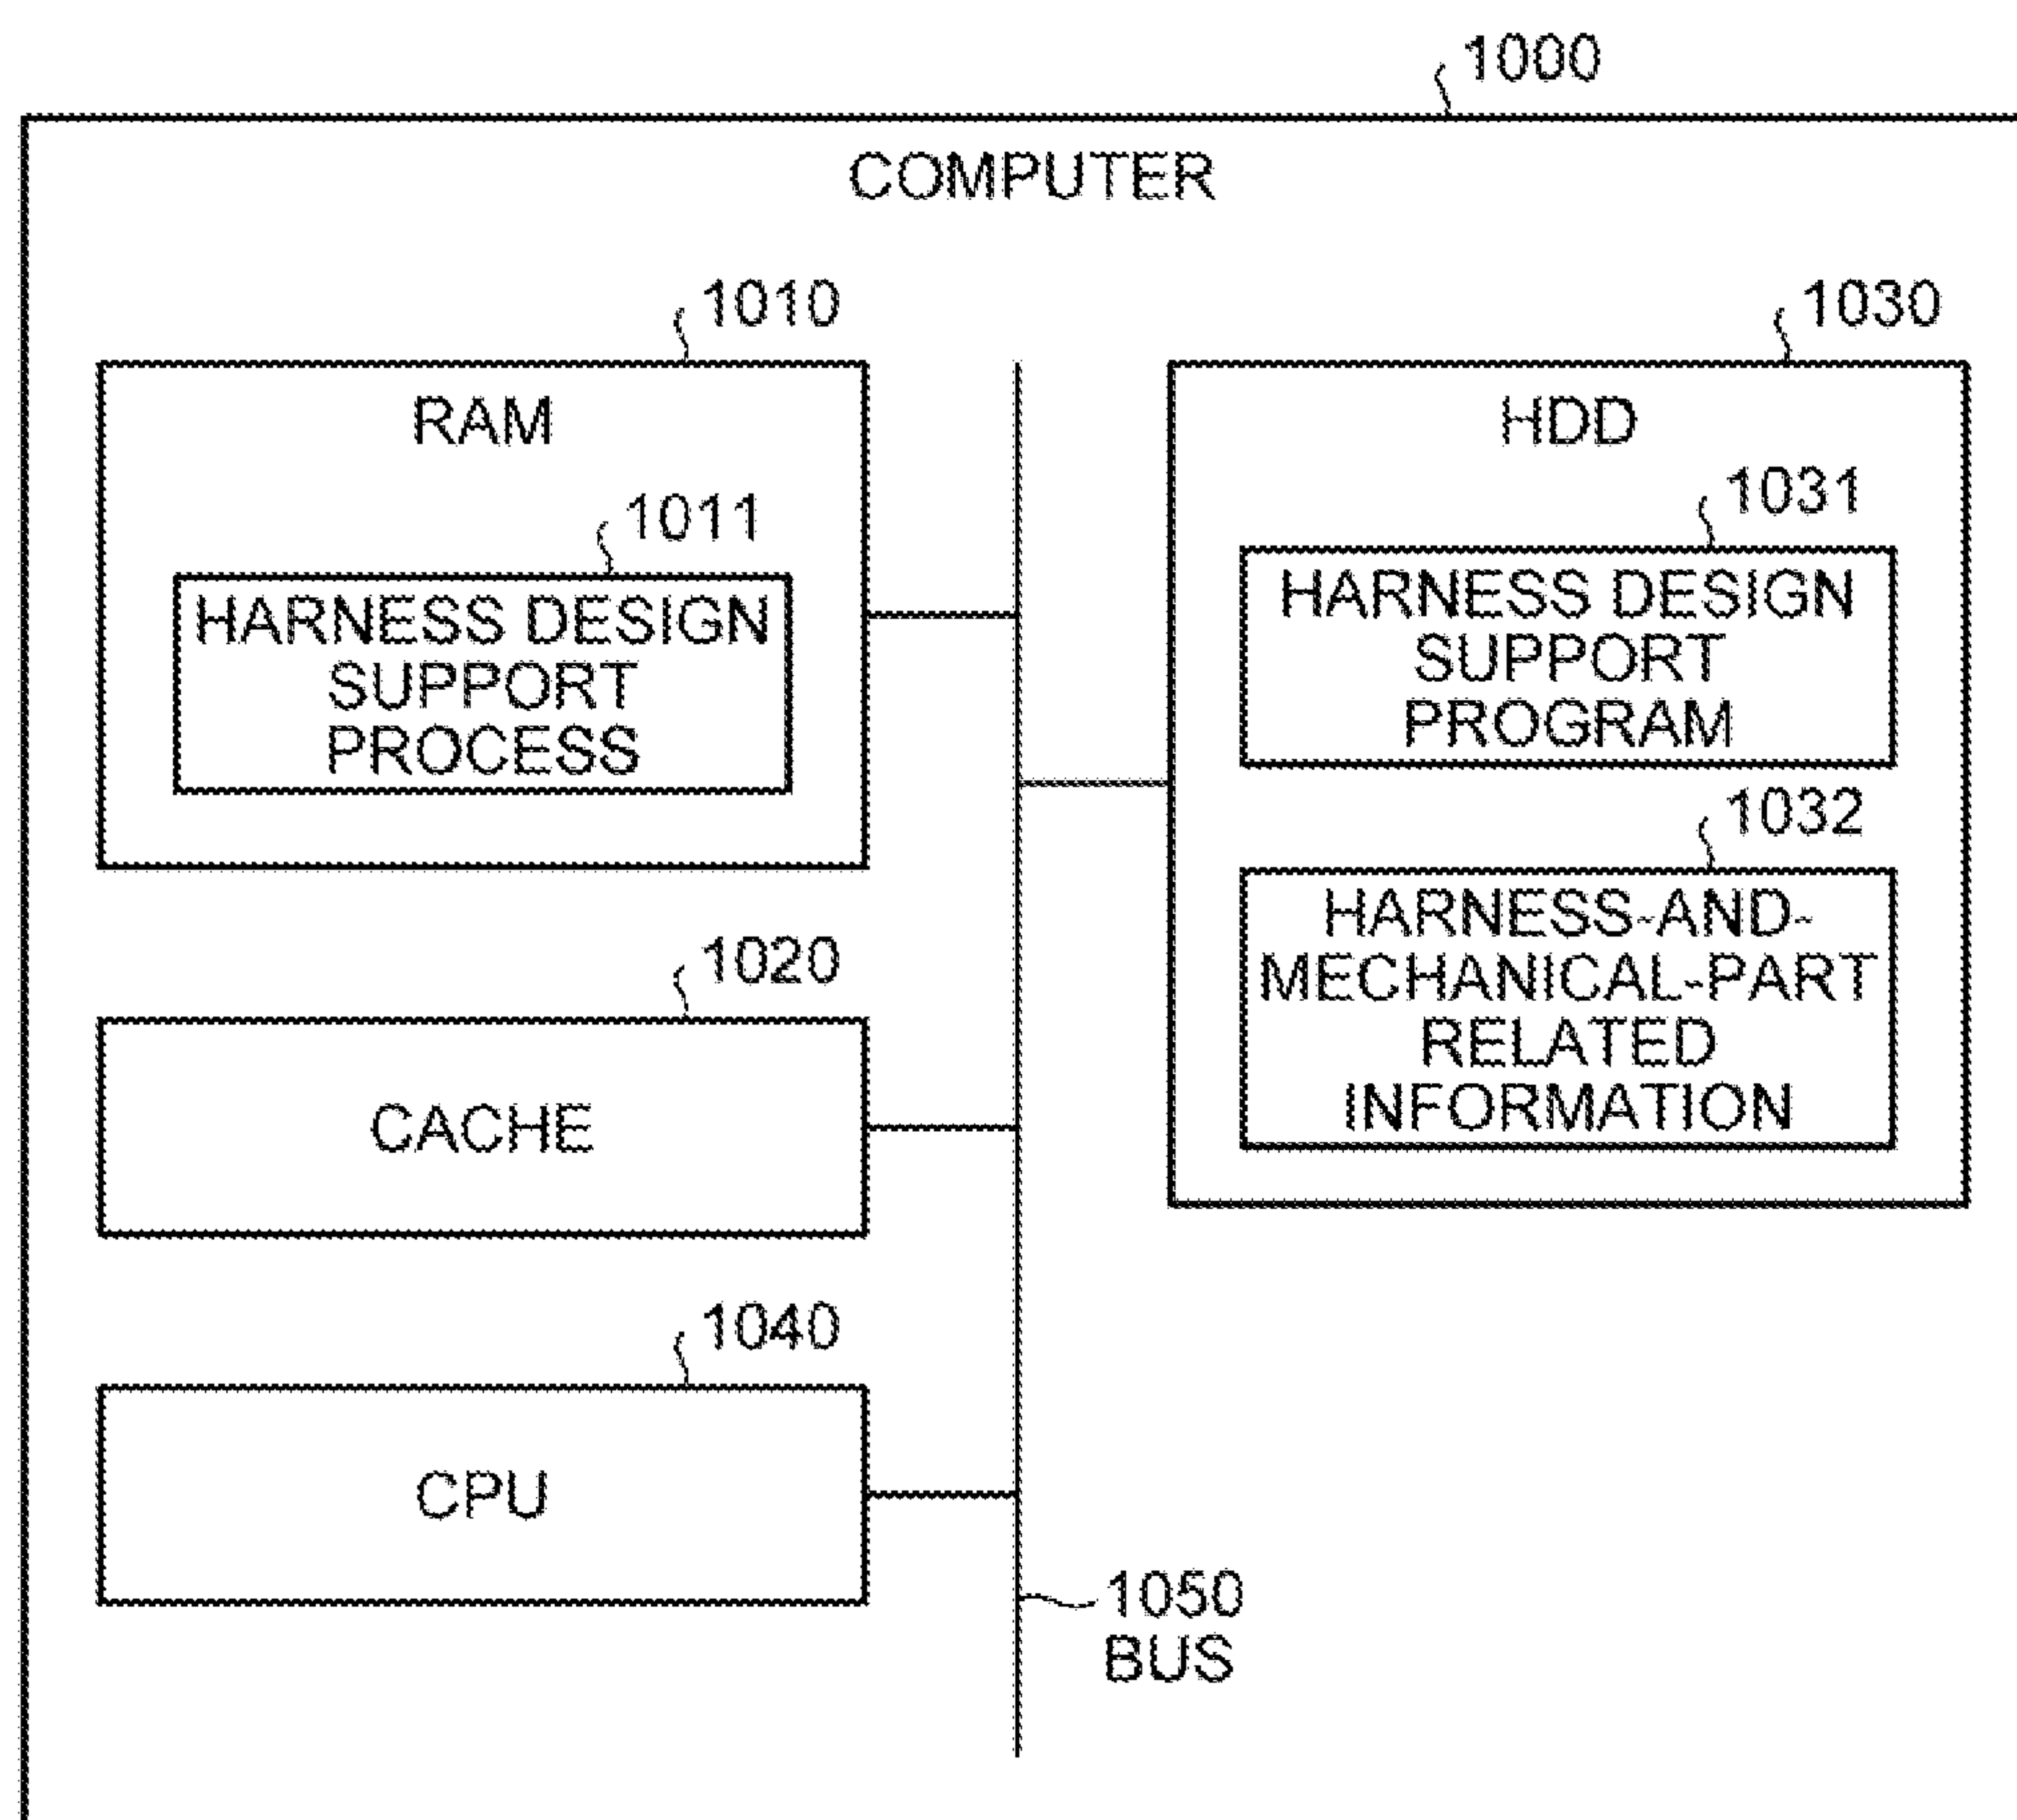 1000
COMPUTER
1010
RAM
1011
HARNESS DESIGN
SUPPORT
PROCESS
1020
CACHE
1040
CPU
1030
HDD
1031
HARNESS DESIGN
SUPPORT
PROGRAM
1032
HARNESS-AND-
MECHANICAL-PART
RELATED
INFORMATION
1050
BUS